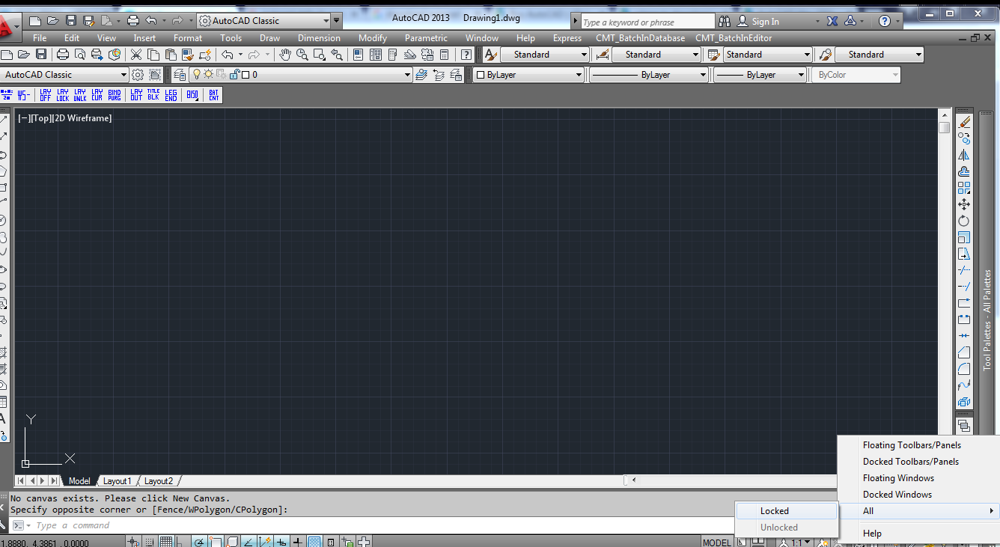 AutoCAD Classic AutoCAD 2013 Drawing1.dwg Type a keyword or phrase Sign In
File Edit View Insert Format Tools Draw Dimension Modify Parametric Window Help Express CMT_BatchInDatabase CMT_BatchInEditor
Standard Standard Standard Standard
AutoCAD Classic 0 ByLayer ByLayer ByLayer ByColor
LAY OFF LAY LOCK LAY UNLK LAY CUR BIND PURG LAY OUT TITLE BLK LEG END BAT CNT
[−][Top][2D Wireframe]
Tool Palettes - All Palettes
Y
X
Floating Toolbars/Panels
Docked Toolbars/Panels
Floating Windows
Docked Windows
All
Help
Locked
Unlocked
Model Layout1 Layout2
No canvas exists. Please click New Canvas.
Specify opposite corner or [Fence/WPolygon/CPolygon]:
Type a command
1.8880, 4.3861, 0.0000 MODEL 1:1